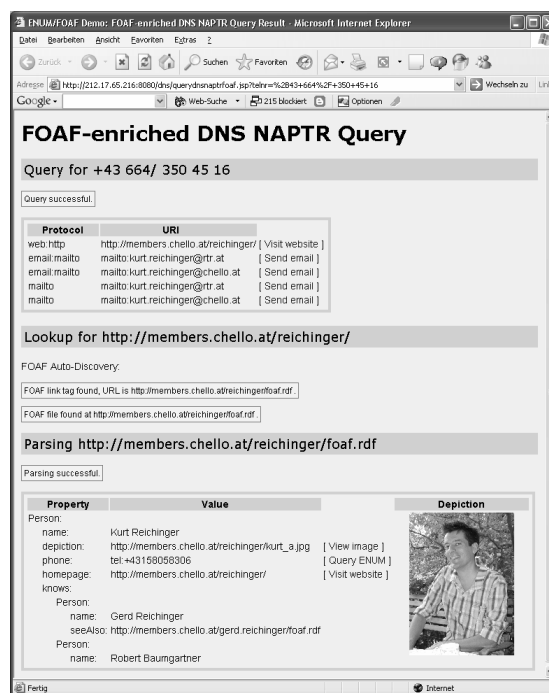 ENUM/FOAF Demo: FOAF-enriched DNS NAPTR Query Result - Microsoft Internet Explorer
Datei Bearbeiten Ansicht Favoriten Extras ?
Zurück Suchen Favoriten
Adresse http://212.17.65.216:8080/dns/querydnsnaptrfoaf.jsp?telnr=%2B43+664%2F+350+45+16 Wechseln zu
Google Web-Suche 215 blockiert Optionen
FOAF-enriched DNS NAPTR Query
Query for +43 664/ 350 45 16
Query successful.
Protocol URI
web:http http://members.chello.at/reichinger/ [ Visit website ]
email:mailto mailto:kurt.reichinger@rtr.at [ Send email ]
email:mailto mailto:kurt.reichinger@chello.at [ Send email ]
mailto mailto:kurt.reichinger@rtr.at [ Send email ]
mailto mailto:kurt.reichinger@chello.at [ Send email ]
Lookup for http://members.chello.at/reichinger/
FOAF Auto-Discovery:
FOAF link tag found, URL is http://members.chello.at/reichinger/foaf.rdf .
FOAF file found at http://members.chello.at/reichinger/foaf.rdf .
Parsing http://members.chello.at/reichinger/foaf.rdf
Parsing successful.
Property Value Depiction
Person:
name: Kurt Reichinger
depiction: http://members.chello.at/reichinger/kurt_a.jpg [ View image ]
phone: tel:+43158058306 [ Query ENUM ]
homepage: http://members.chello.at/reichinger/ [ Visit website ]
knows:
Person:
name: Gerd Reichinger
seeAlso: http://members.chello.at/gerd.reichinger/foaf.rdf
Person:
name: Robert Baumgartner
Fertig Internet